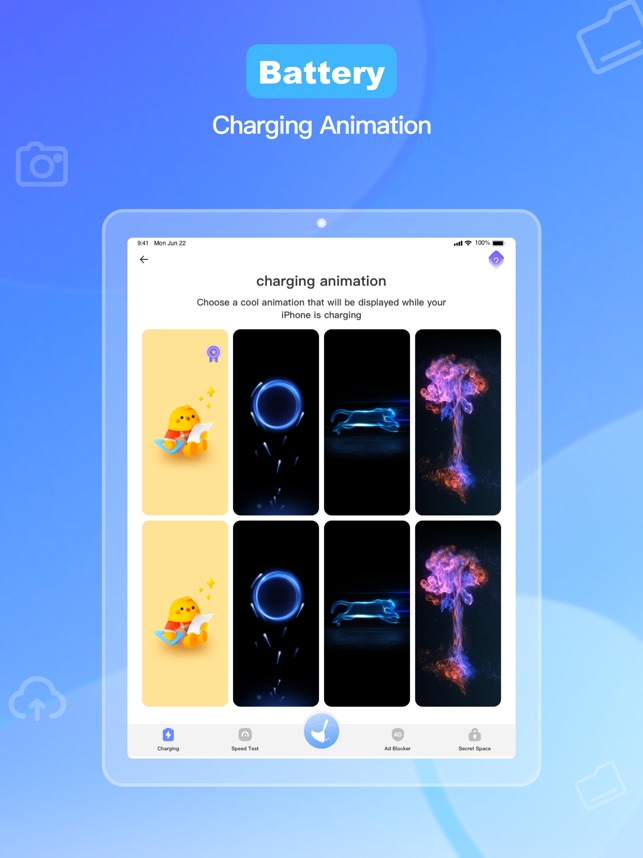 Battery
Charging Animation
9:41 Mon Jun 22 100%
charging animation
Choose a cool animation that will be displayed while your
iPhone is charging
Charging Speed Test AD Ad Blocker Secret Space